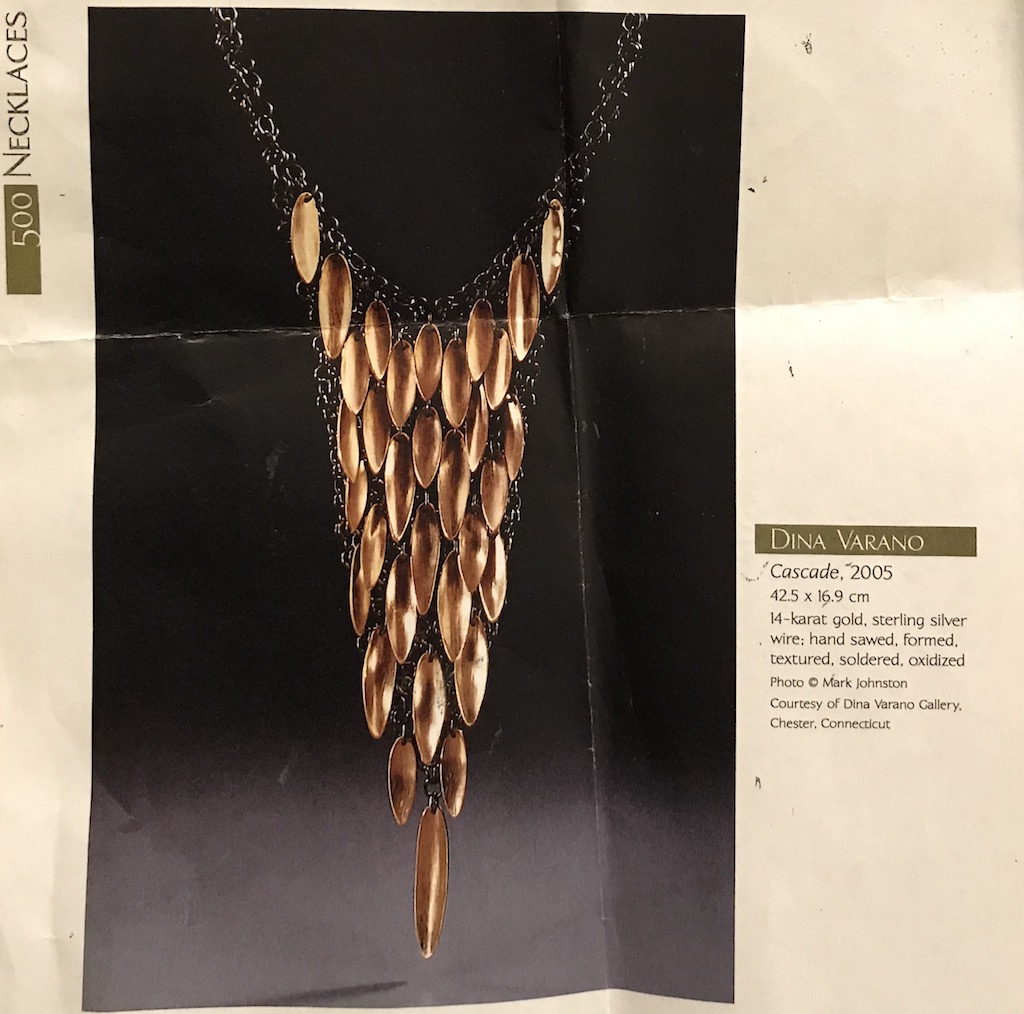 500 NECKLACES
DINA VARANO
Cascade, 2005
42.5 x 16.9 cm
14-karat gold, sterling silver
wire; hand sawed, formed,
textured, soldered, oxidized
Photo © Mark Johnston
Courtesy of Dina Varano Gallery,
Chester, Connecticut